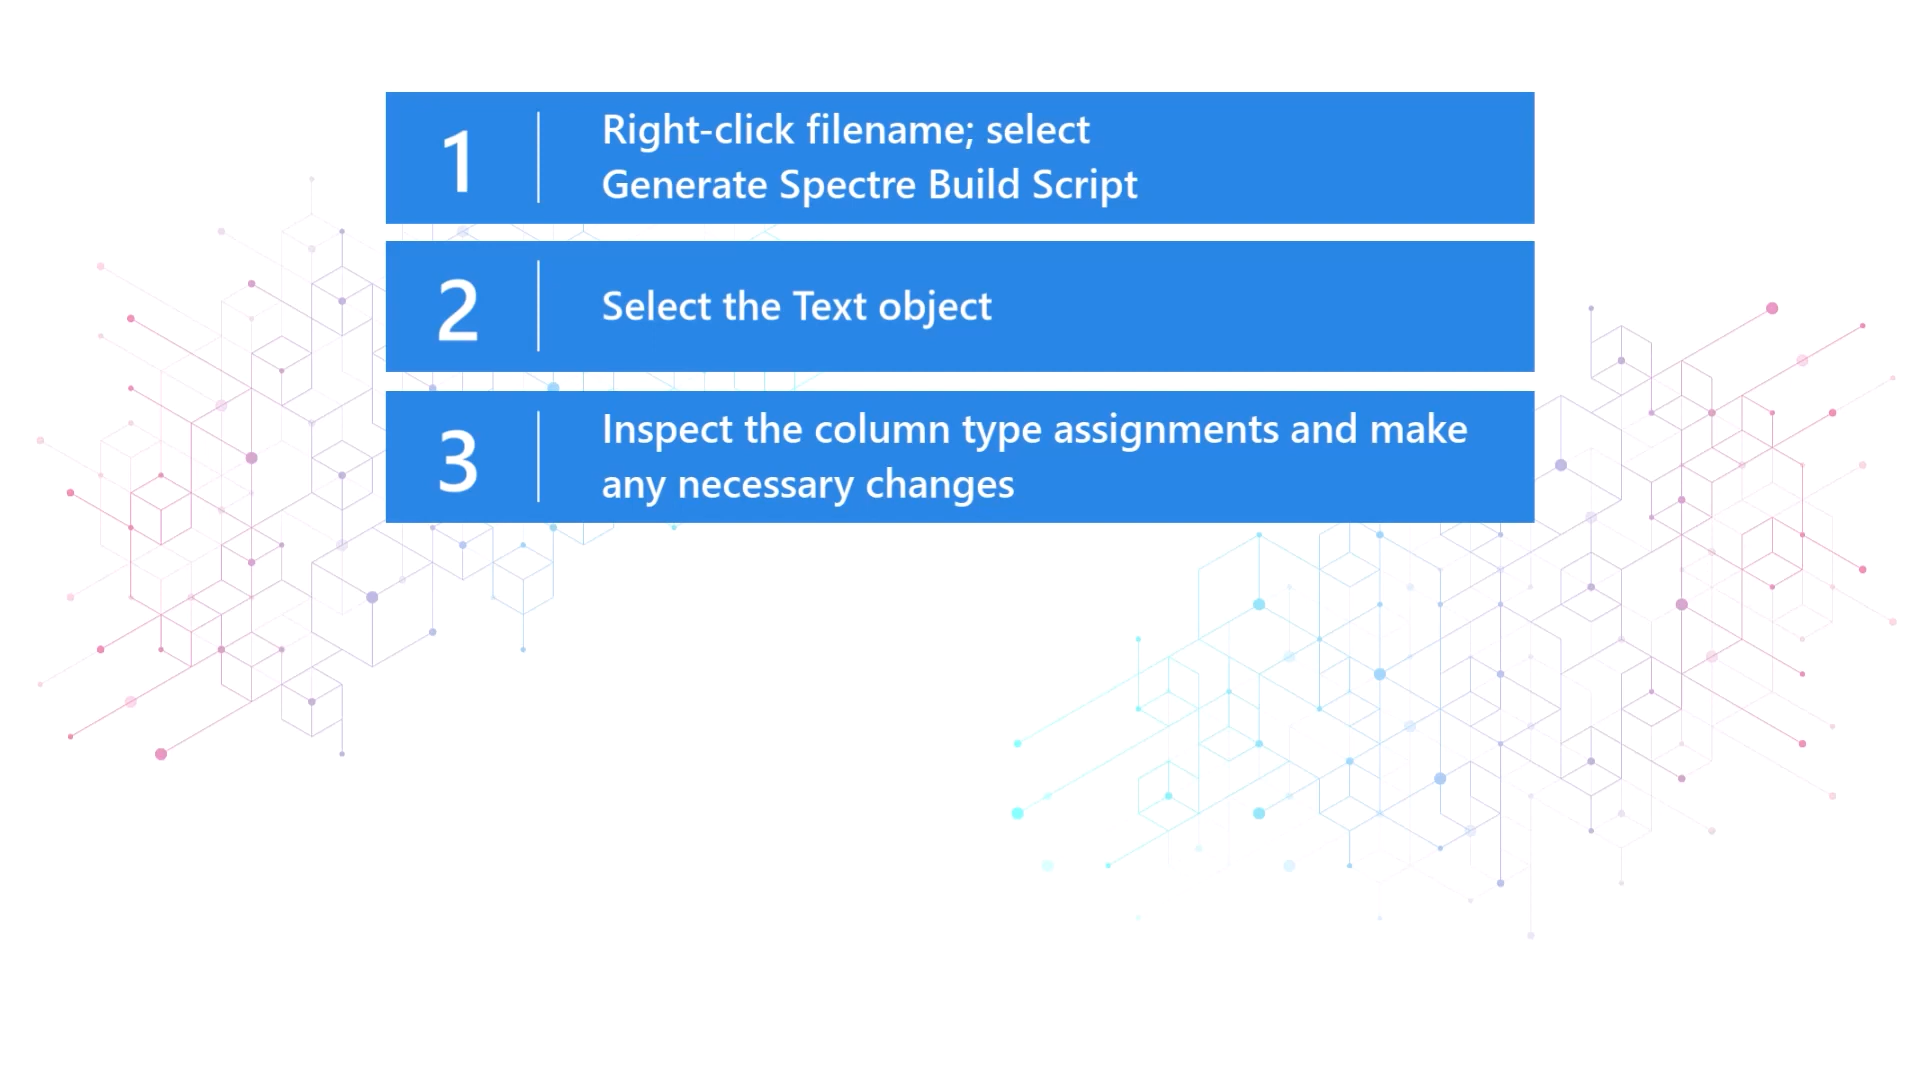 1
Right-click filename; select
Generate Spectre Build Script
2
Select the Text object
3
Inspect the column type assignments and make
any necessary changes